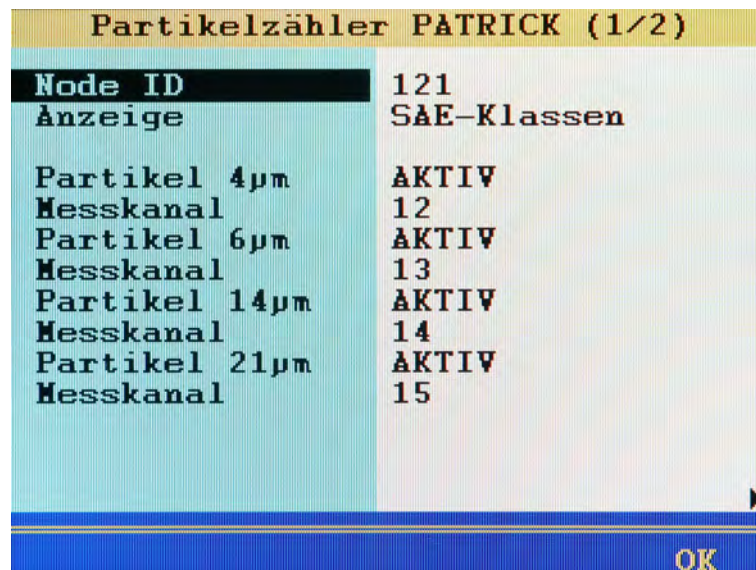 Partikelzähler PATRICK (1/2)
Node ID 121
Anzeige SAE-Klassen
Partikel 4µm AKTIV
Messkanal 12
Partikel 6µm AKTIV
Messkanal 13
Partikel 14µm AKTIV
Messkanal 14
Partikel 21µm AKTIV
Messkanal 15
OK